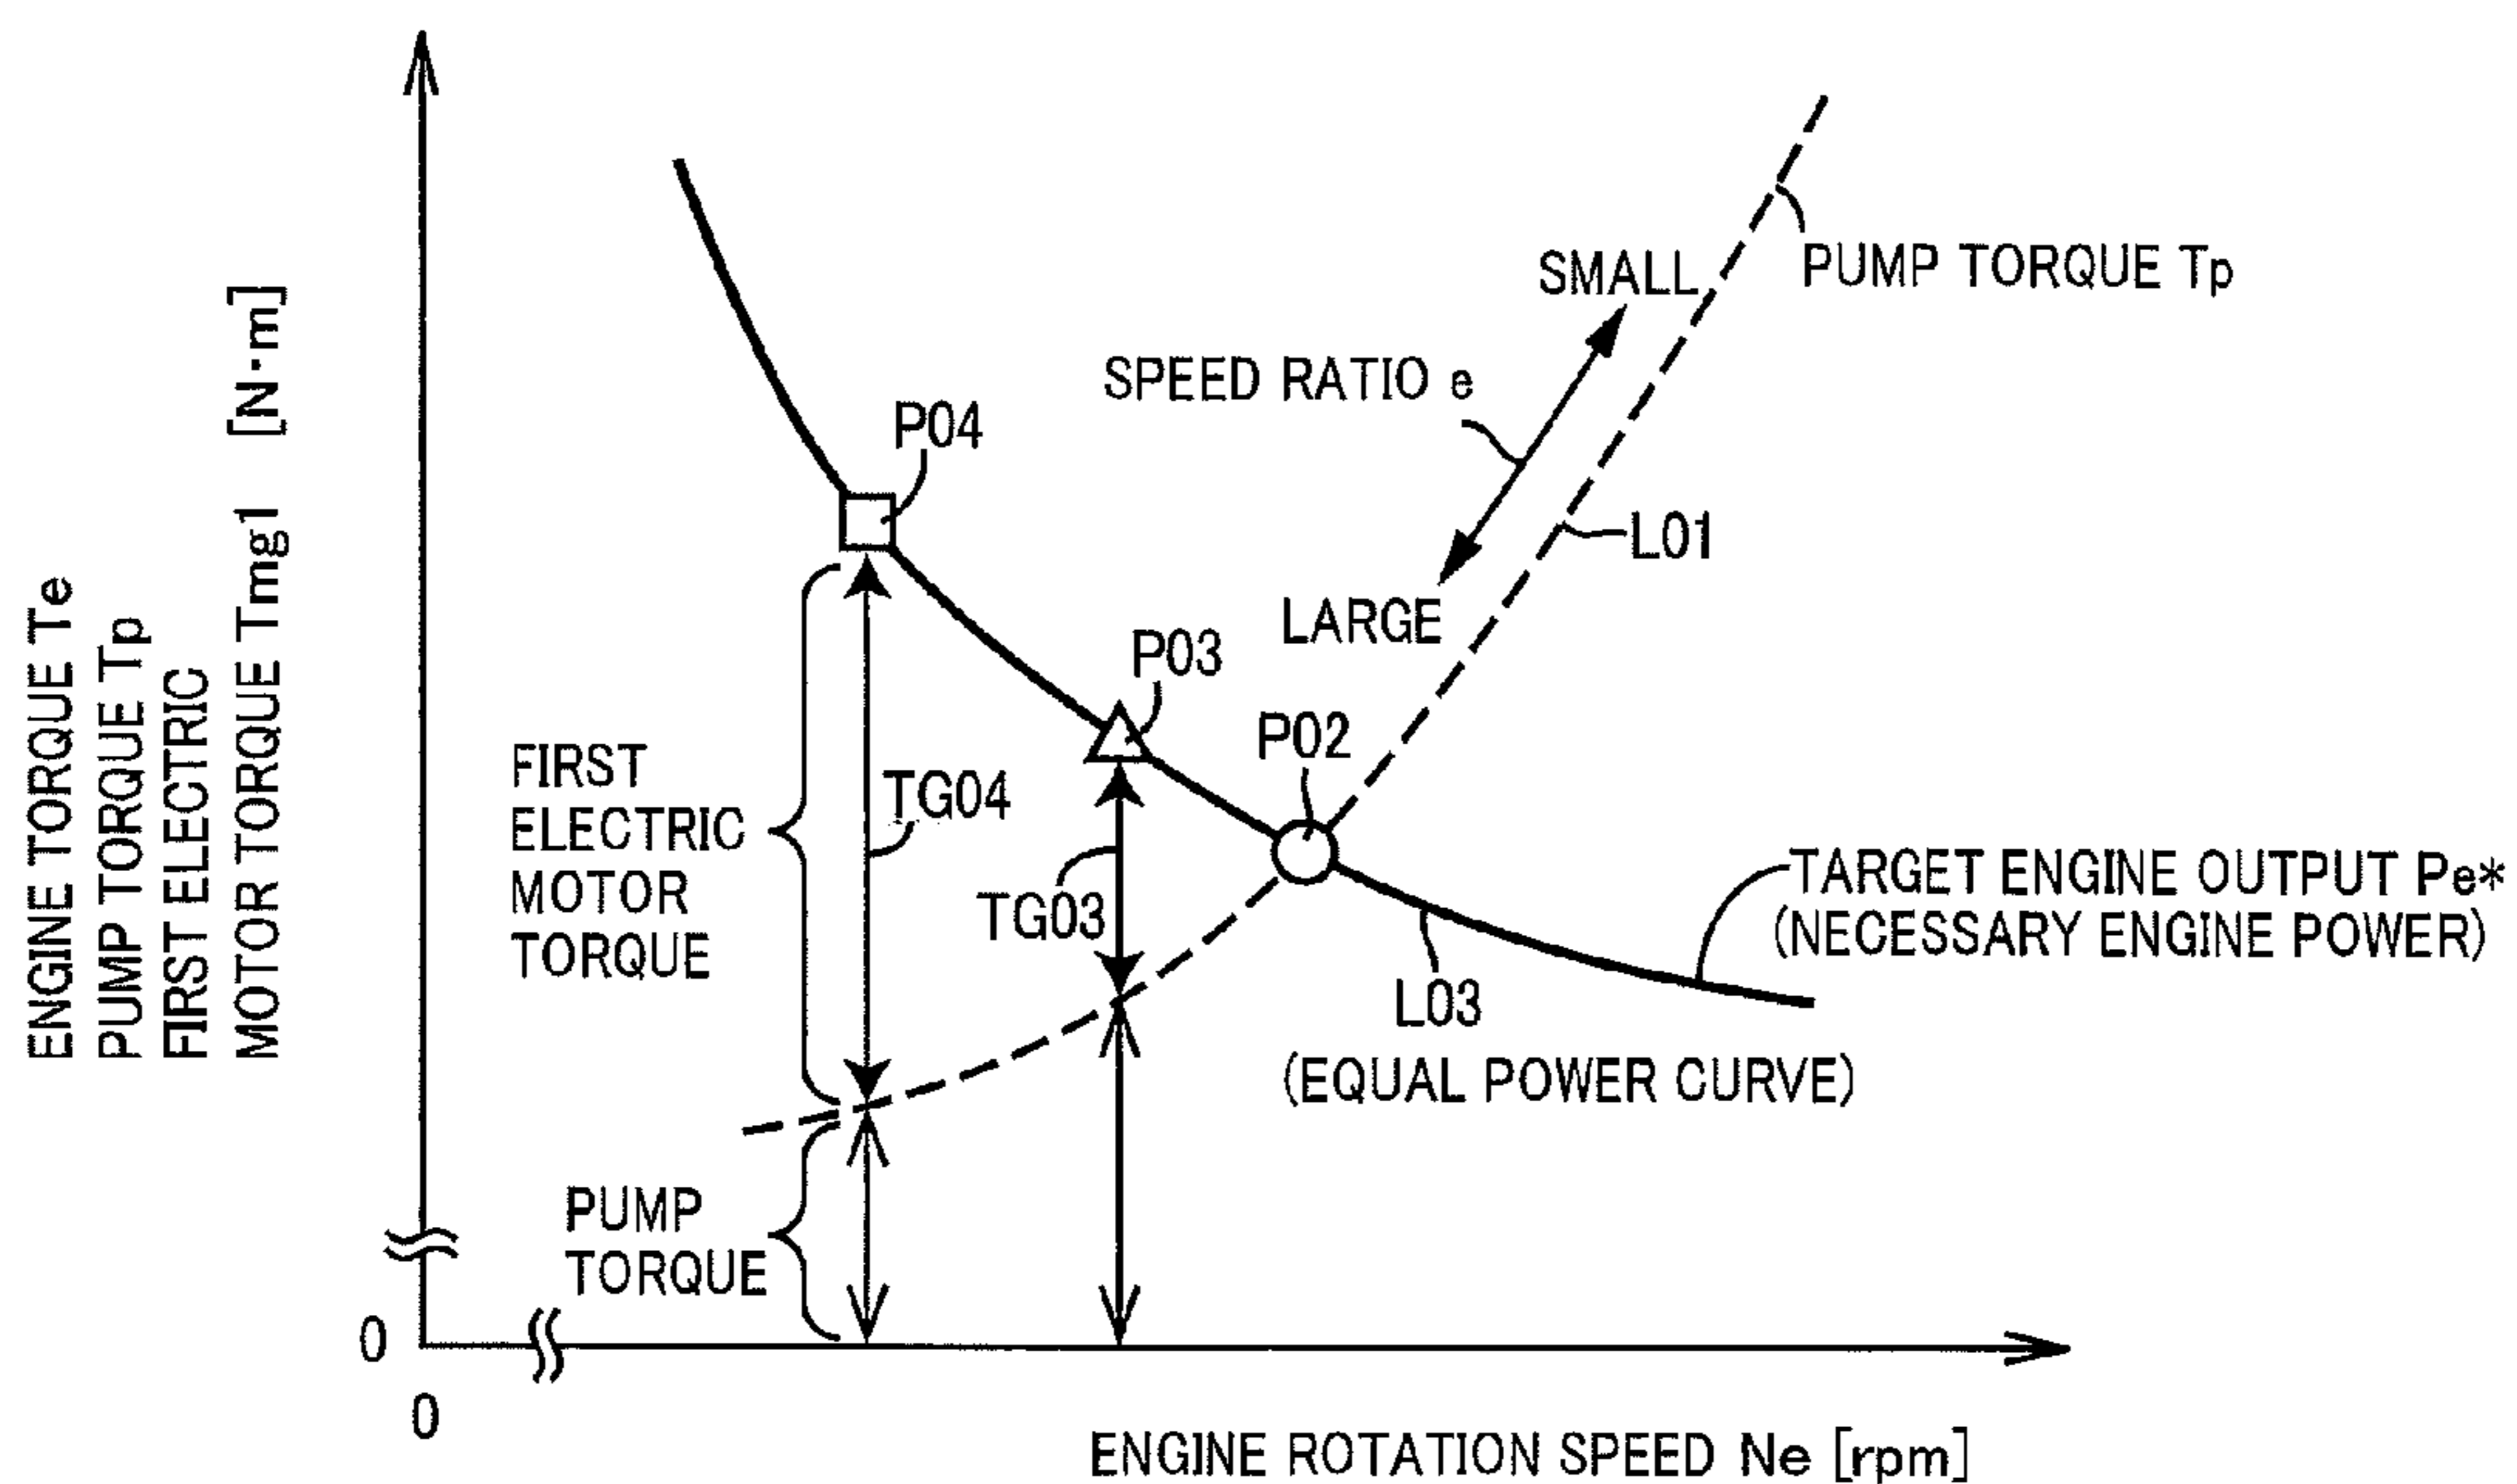 ENGINE TORQUE Te
PUMP TORQUE Tp
FIRST ELECTRIC
MOTOR TORQUE Tmg1 [N·m]
P04
SPEED RATIO e
SMALL
LARGE
PUMP TORQUE Tp
L01
P03
P02
FIRST
ELECTRIC
MOTOR
TORQUE
TG04
TG03
TARGET ENGINE OUTPUT Pe*
(NECESSARY ENGINE POWER)
L03
(EQUAL POWER CURVE)
PUMP
TORQUE
0
0
ENGINE ROTATION SPEED Ne [rpm]